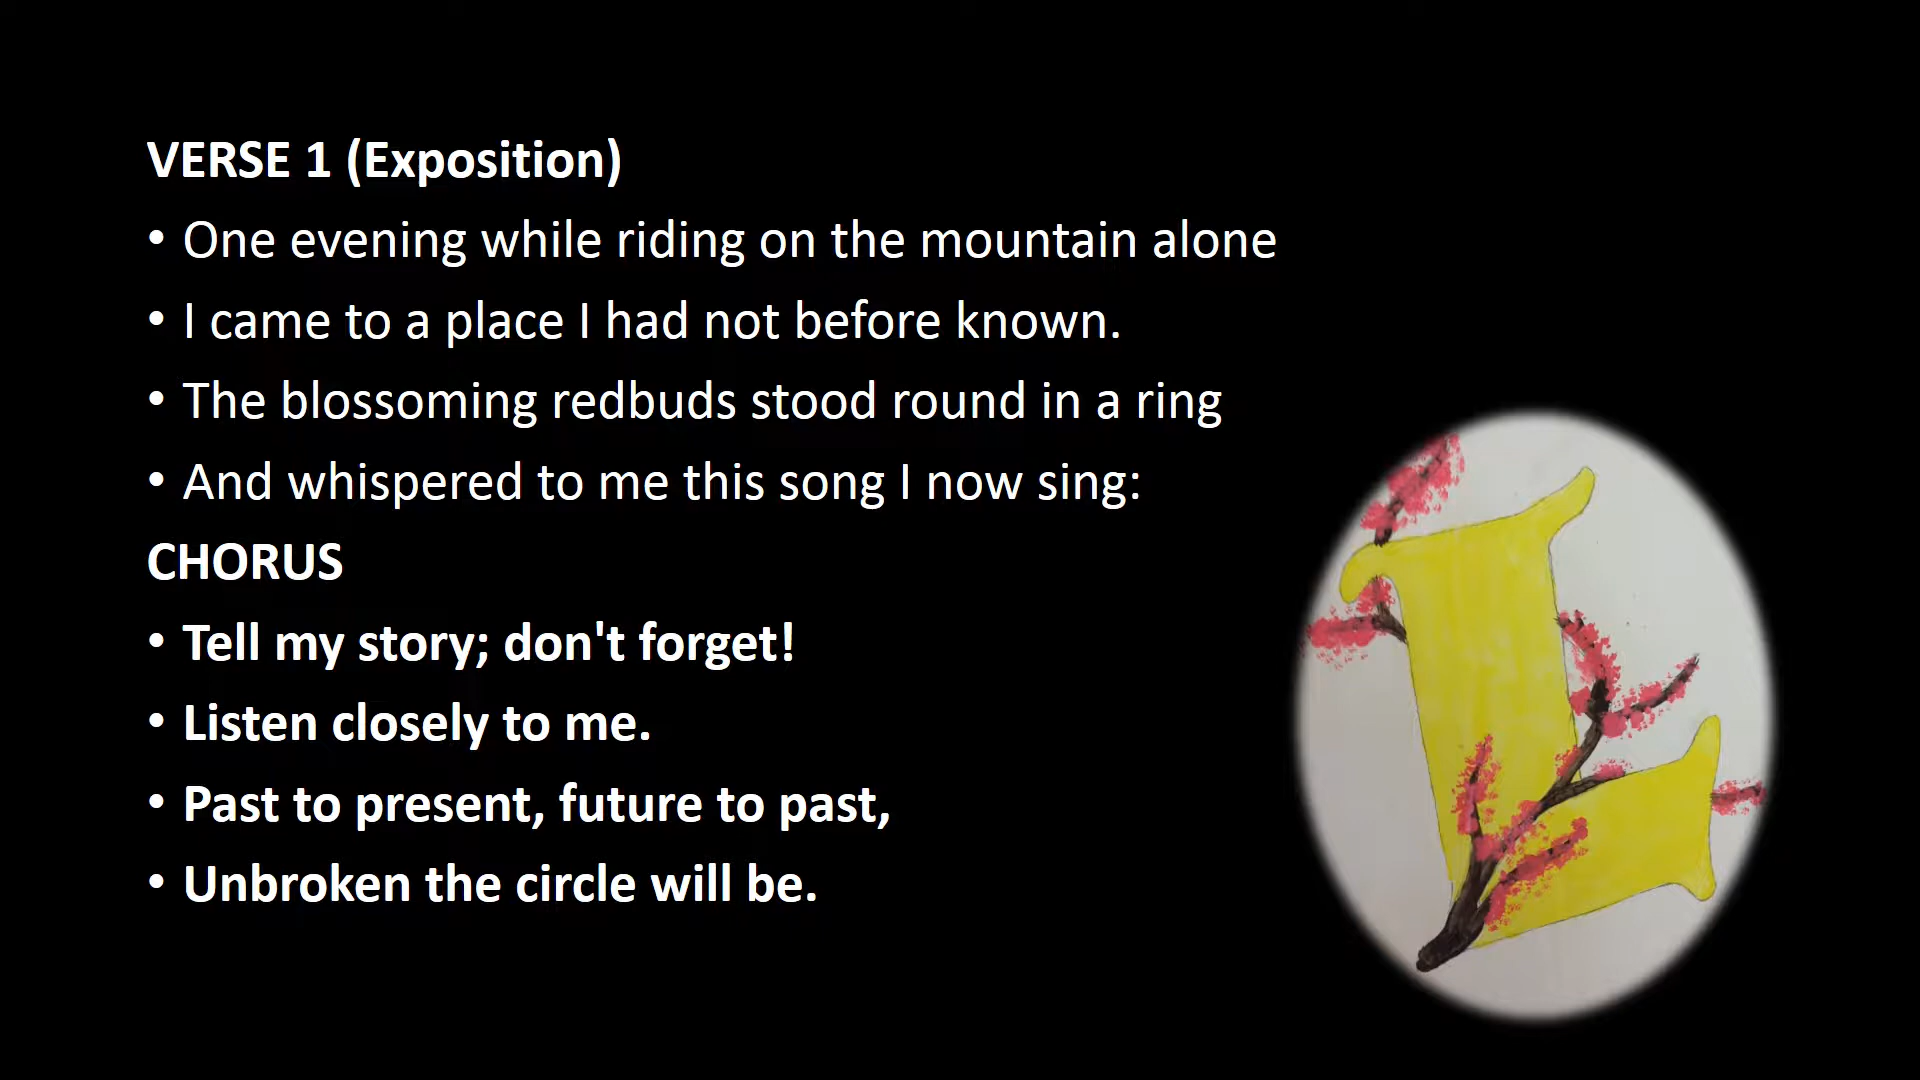 VERSE 1 (Exposition)
• One evening while riding on the mountain alone
• I came to a place I had not before known.
• The blossoming redbuds stood round in a ring
• And whispered to me this song I now sing:
CHORUS
• Tell my story; don't forget!
• Listen closely to me.
• Past to present, future to past,
• Unbroken the circle will be.
L